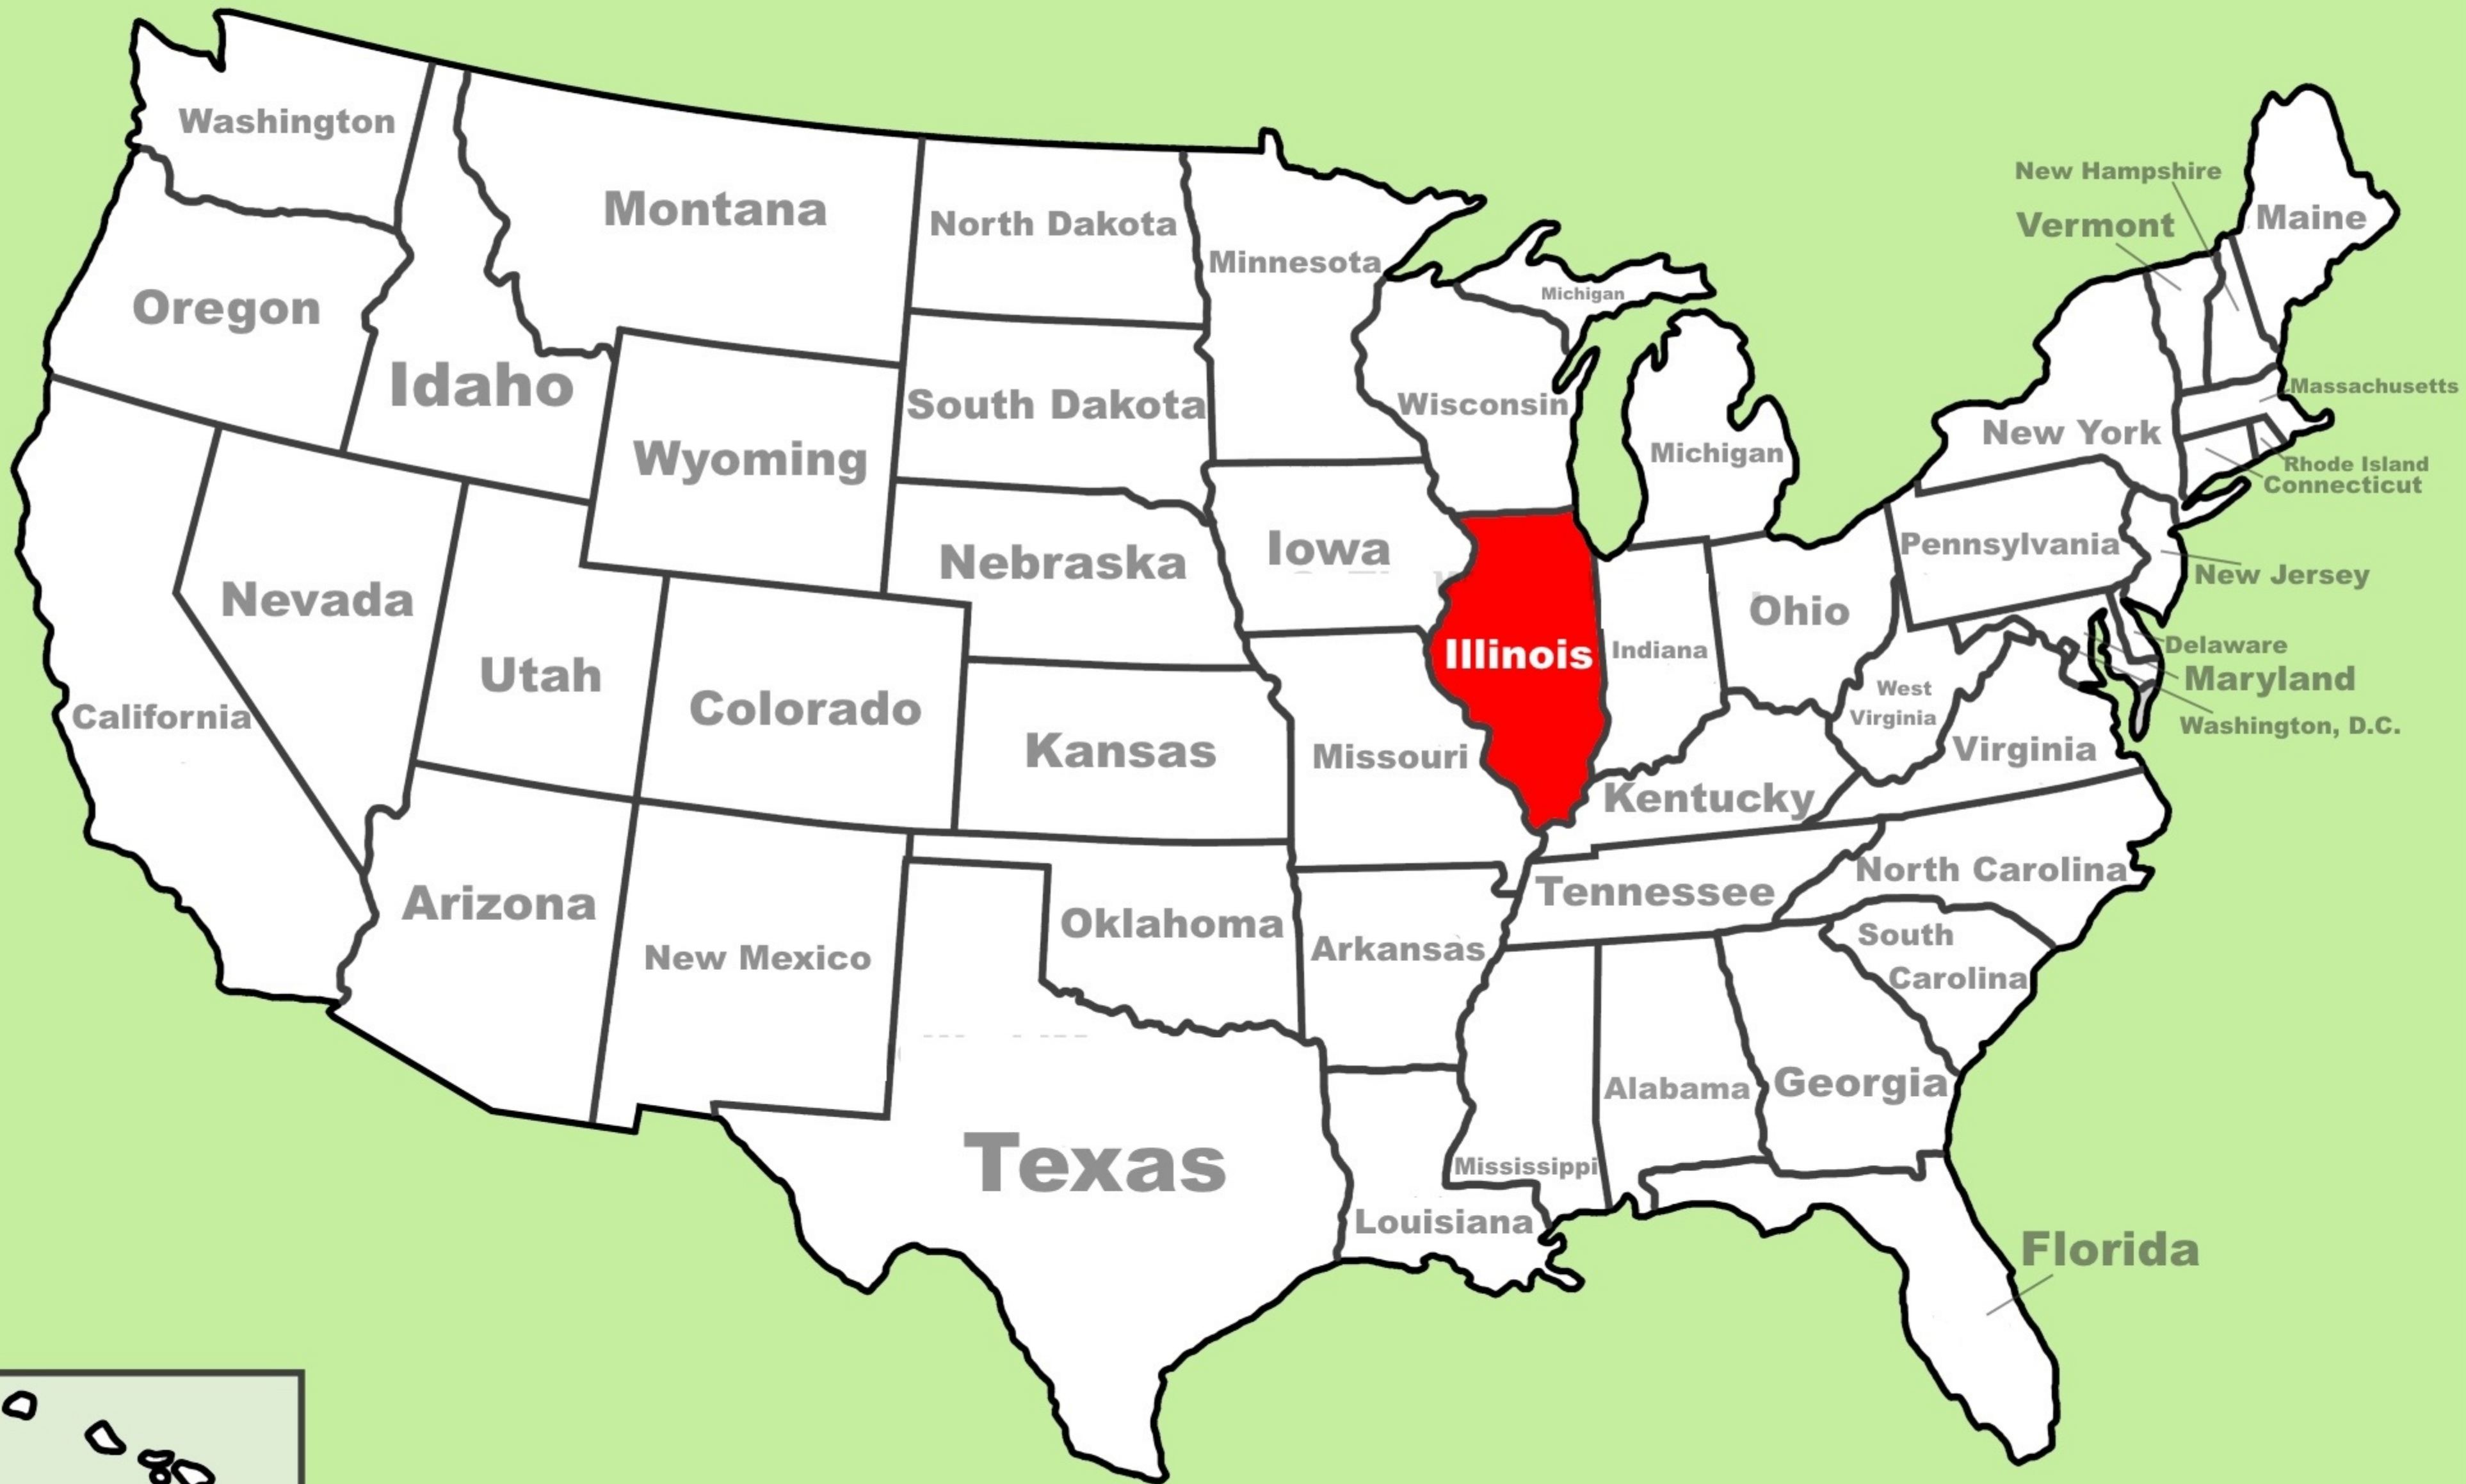 Washington
New Hampshire
Vermont
Maine
Montana
North Dakota
Minnesota
Michigan
Oregon
Idaho
South Dakota
Wisconsin
Massachusetts
New York
Michigan
Wyoming
Rhode Island
Connecticut
Iowa
Pennsylvania
Nebraska
New Jersey
Nevada
Ohio
Delaware
Illinois
Indiana
Utah
Maryland
West
Virginia
Colorado
California
Washington, D.C.
Kansas
Missouri
Virginia
Kentucky
North Carolina
Tennessee
Arizona
Oklahoma
South
Carolina
Arkansas
New Mexico
Georgia
Alabama
Texas
Mississippi
Louisiana
Florida